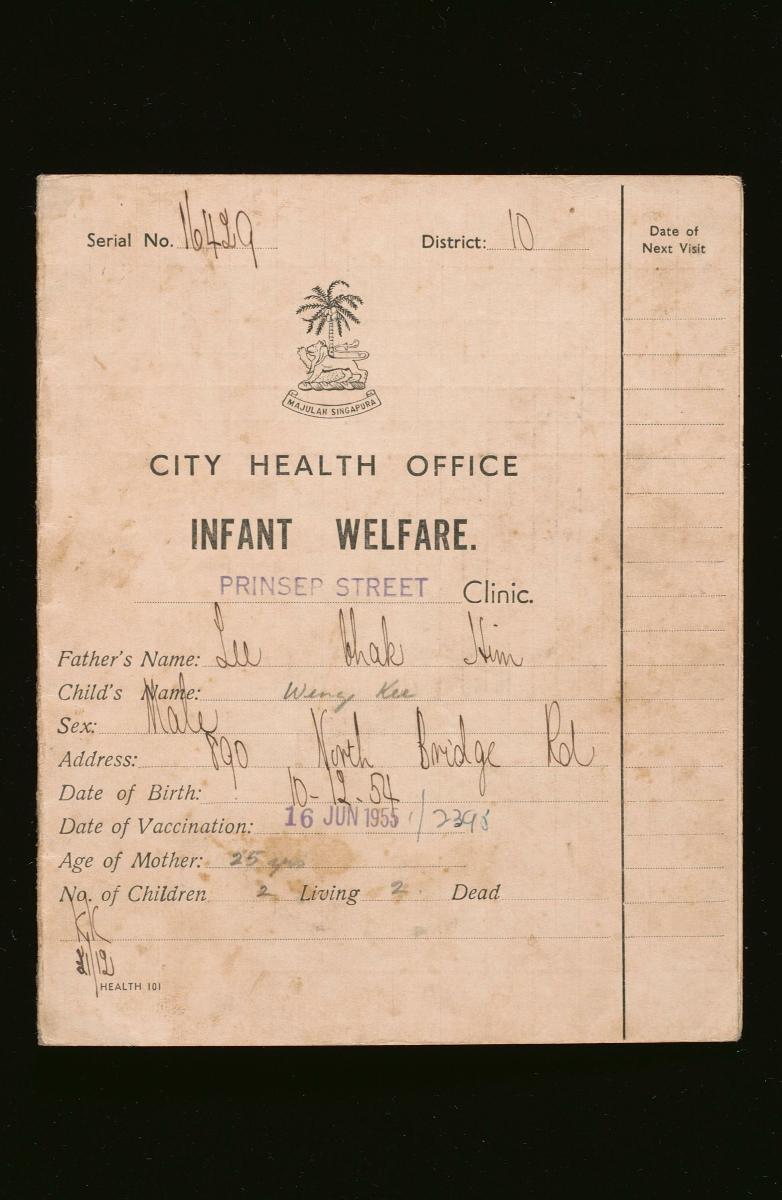 Serial No. 16429
District: 10
Date of
Next Visit
MAJULAH SINGAPURA
CITY HEALTH OFFICE
INFANT WELFARE.
PRINSEP STREET Clinic.
Father's Name: Lee Chak Him
Child's Name: Weng Kee
Sex: Male
Address: 890 North Bridge Rd
Date of Birth: 10-12-54
Date of Vaccination: 16 JUN 1955 / 2395
Age of Mother: 25 yrs
No. of Children 2 Living 2. Dead
HEALTH 101